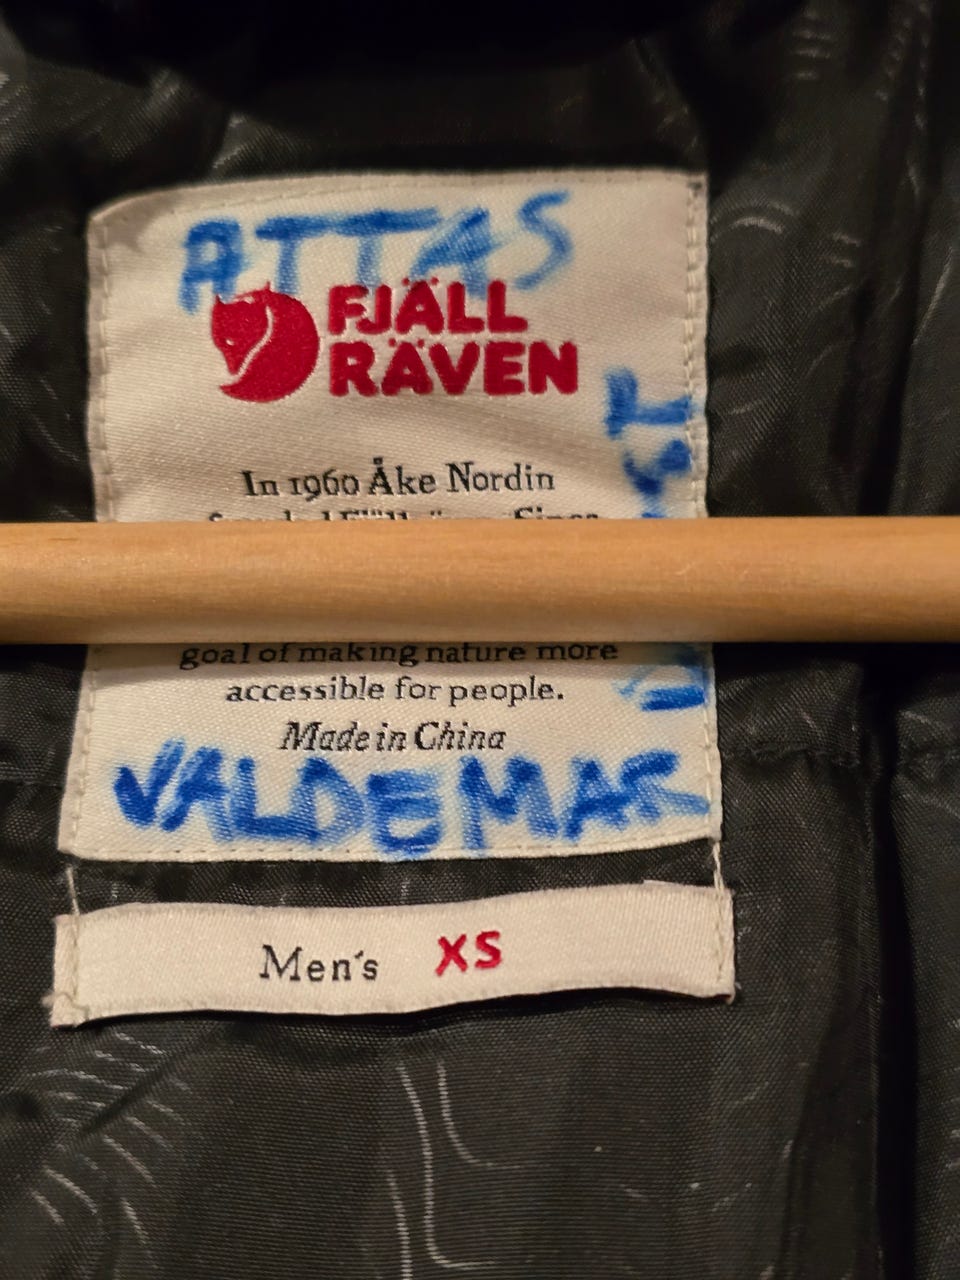 ATTAS
FJÄLL
RÄVEN
In 1960 Åke Nordin
goal of making nature more
accessible for people.
Made in China
VALDEMAR
Men's XS